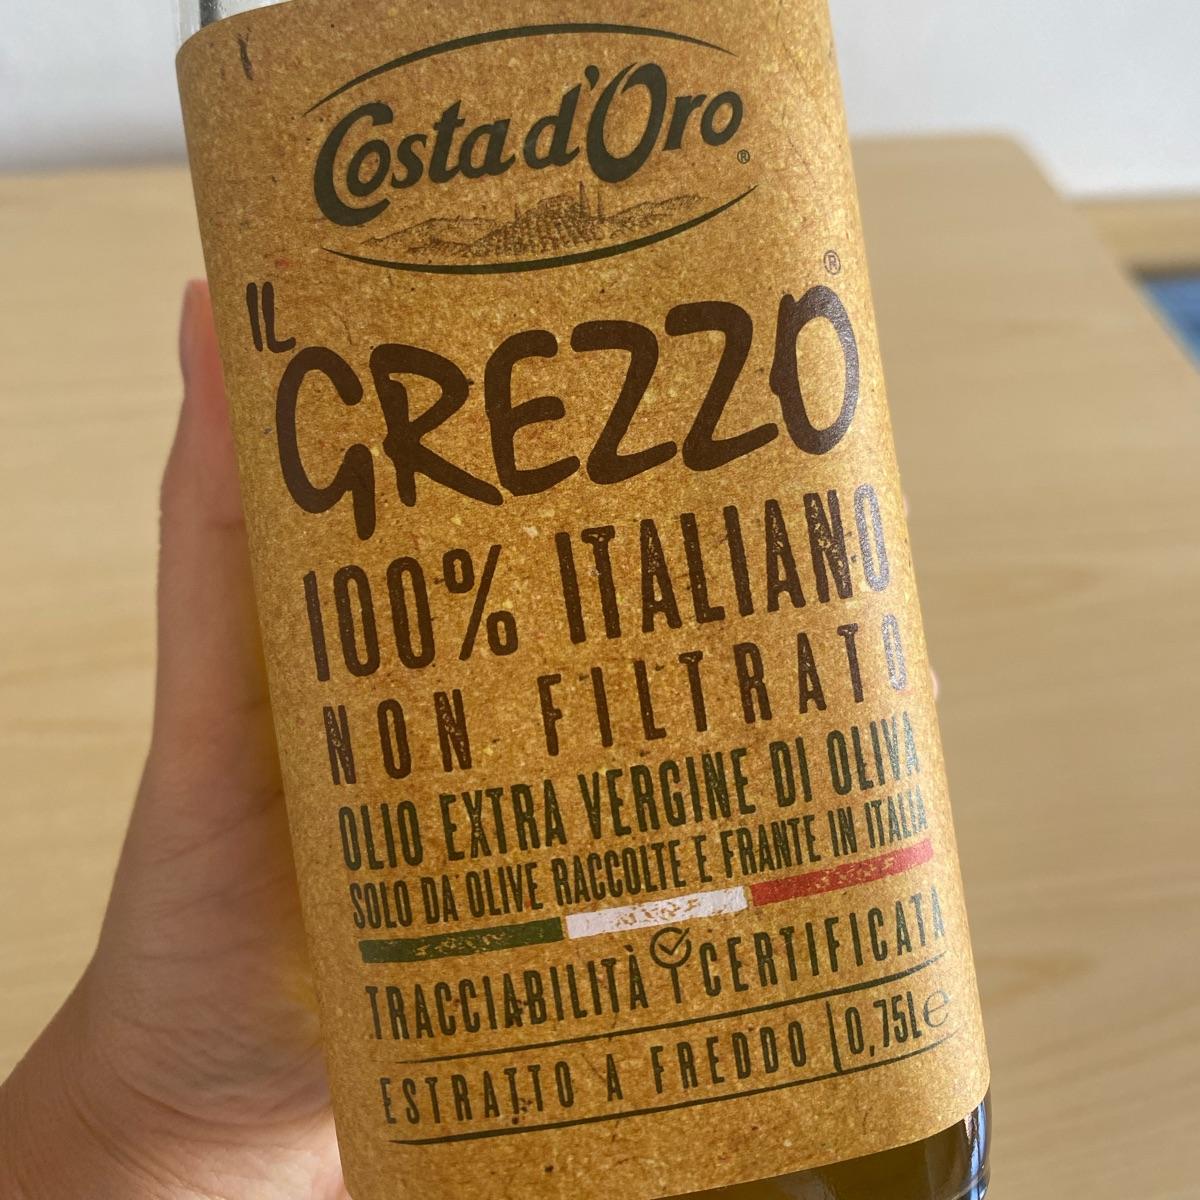 Costa d'Oro®
IL
GREZZO®
100% ITALIANO
NON FILTRATO
OLIO EXTRA VERGINE DI OLIVA
SOLO DA OLIVE RACCOLTE E FRANTE IN ITALIA
TRACCIABILITÀ CERTIFICATA
ESTRATTO A FREDDO | 0,75L e